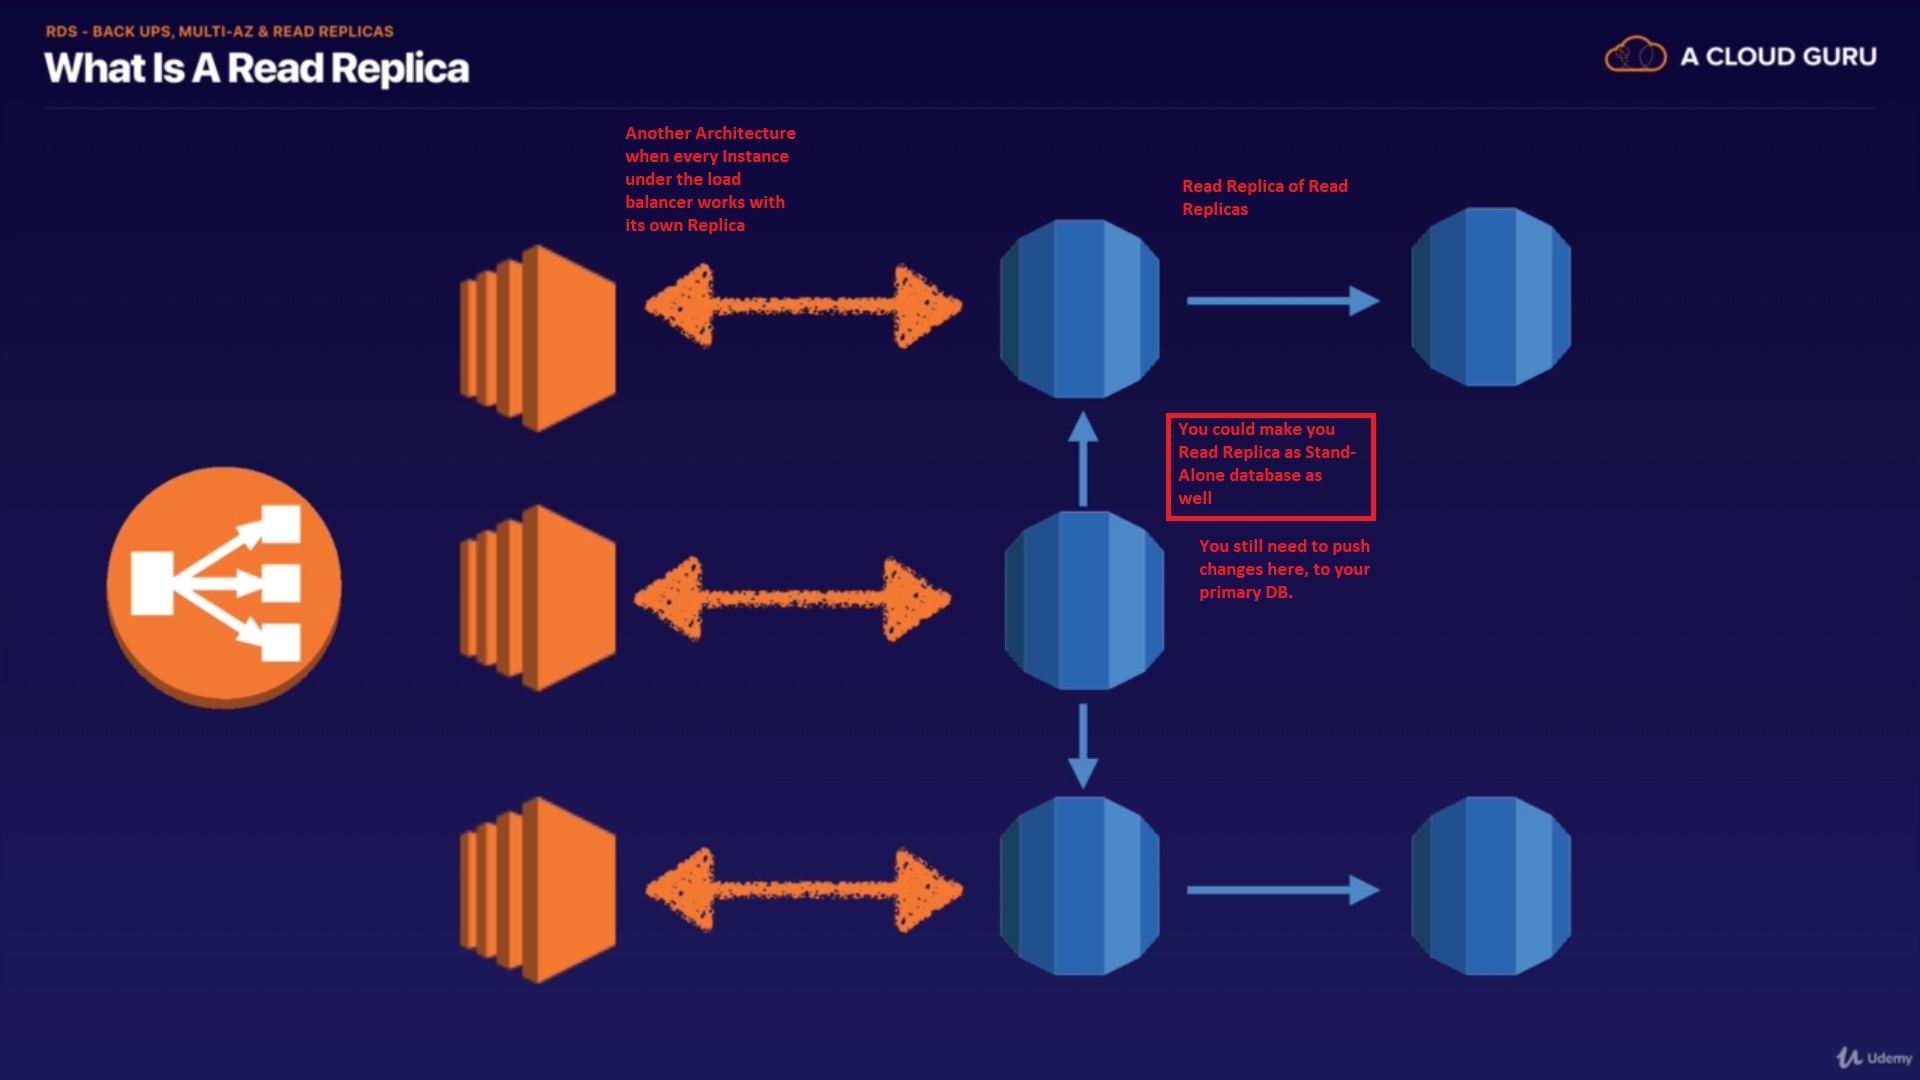 RDS - BACK UPS, MULTI-AZ & READ REPLICAS
What Is A Read Replica
A CLOUD GURU
Another Architecture
when every Instance
under the load
balancer works with
its own Replica
Read Replica of Read
Replicas
You could make you
Read Replica as Stand-
Alone database as
well
You still need to push
changes here, to your
primary DB.
Udemy